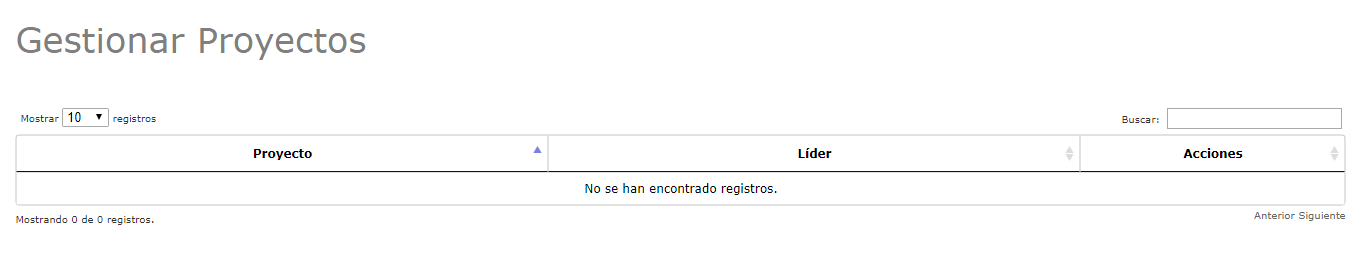 Gestionar Proyectos
Mostrar 10 registros
Buscar:
Proyecto Líder Acciones
No se han encontrado registros.
Mostrando 0 de 0 registros.
Anterior Siguiente